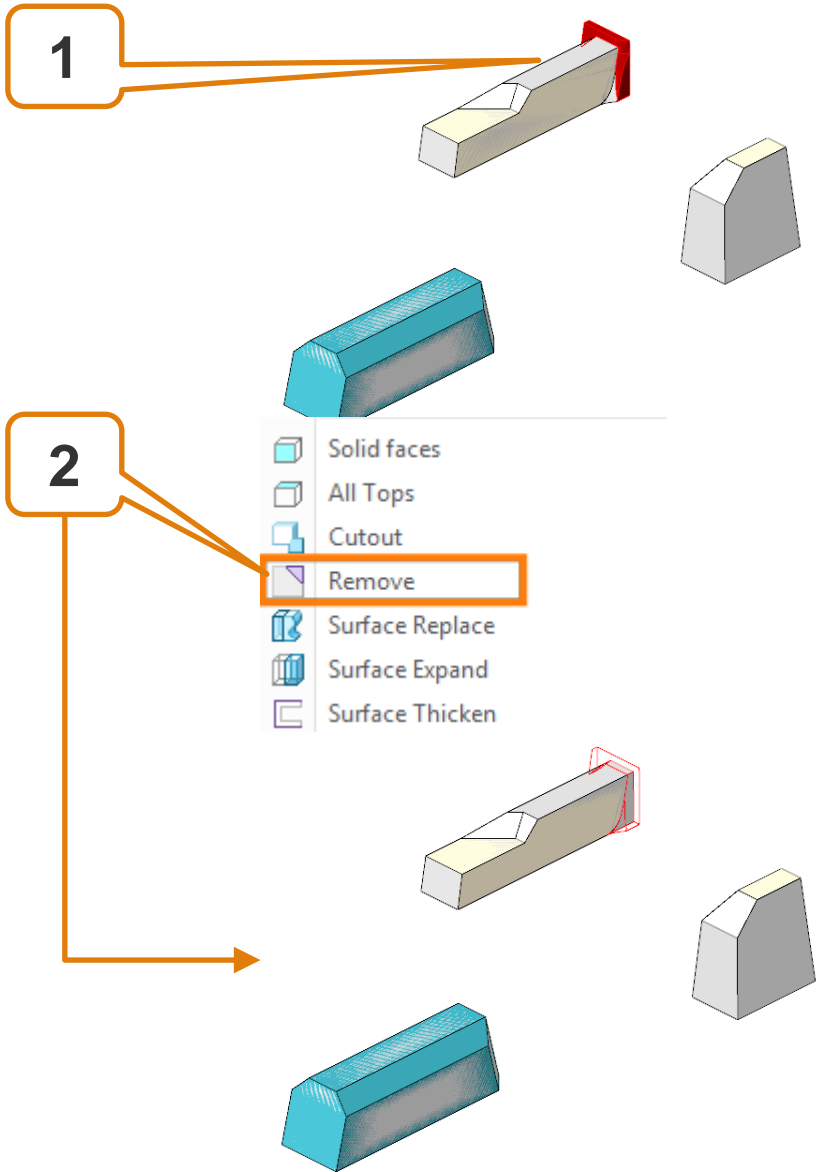 1
2
Solid faces
All Tops
Cutout
Remove
Surface Replace
Surface Expand
Surface Thicken